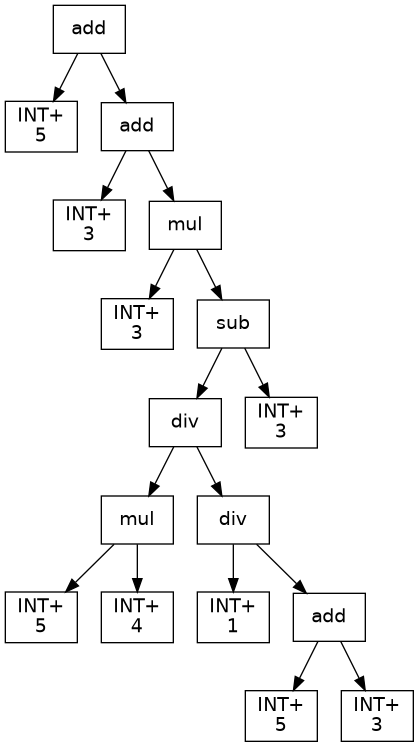 add
INT+
5
add
INT+
3
mul
INT+
3
sub
div
INT+
3
mul
div
INT+
5
INT+
4
INT+
1
add
INT+
5
INT+
3